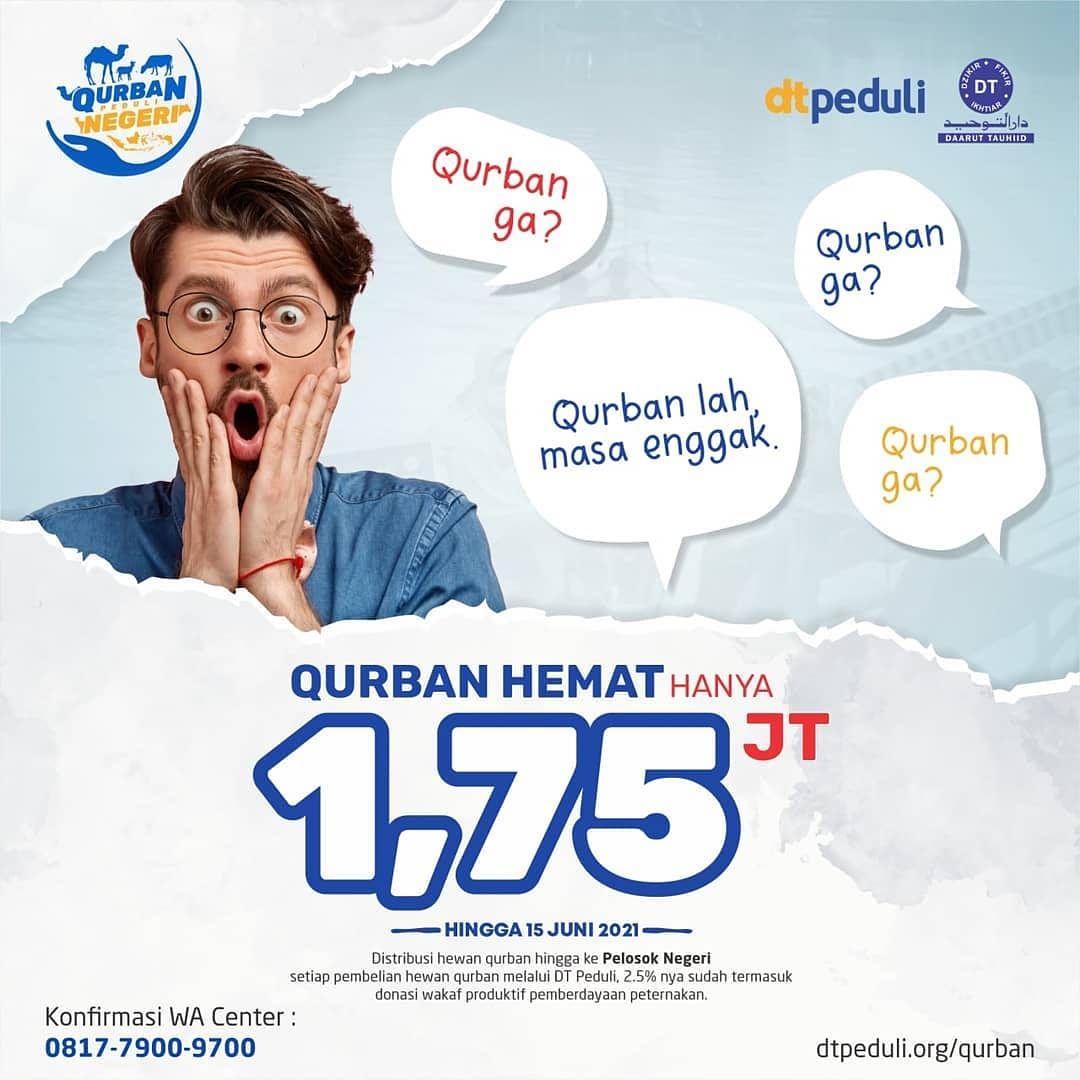 QURBAN
PEDULI
NEGERI
dtpeduli
DZIKIR FIKIR IKHTIAR
DT
دارالتوحيد
DAARUT TAUHIID
Qurban
ga?
Qurban
ga?
Qurban lah,
masa enggak.
Qurban
ga?
QURBAN HEMAT HANYA
1,75 JT
HINGGA 15 JUNI 2021
Distribusi hewan qurban hingga ke Pelosok Negeri
setiap pembelian hewan qurban melalui DT Peduli, 2.5% nya sudah termasuk
donasi wakaf produktif pemberdayaan peternakan.
Konfirmasi WA Center :
0817-7900-9700
dtpeduli.org/qurban